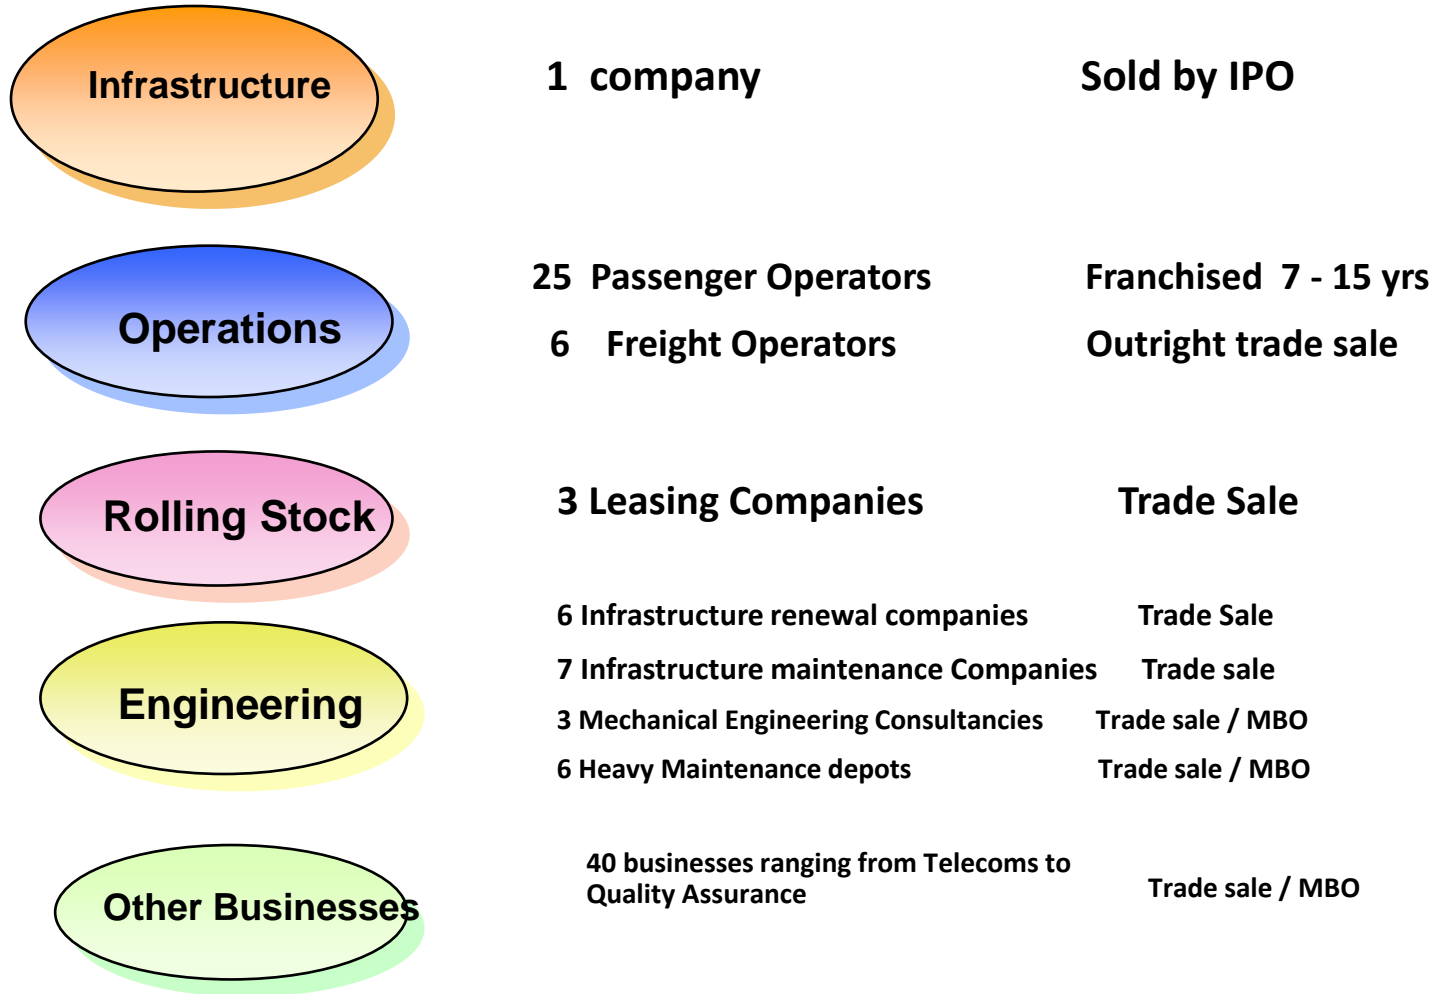 Infrastructure
1 company
Sold by IPO
Operations
25 Passenger Operators
Franchised 7 - 15 yrs
6 Freight Operators
Outright trade sale
Rolling Stock
3 Leasing Companies
Trade Sale
Engineering
6 Infrastructure renewal companies
Trade Sale
7 Infrastructure maintenance Companies
Trade sale
3 Mechanical Engineering Consultancies
Trade sale / MBO
6 Heavy Maintenance depots
Trade sale / MBO
Other Businesses
40 businesses ranging from Telecoms to
Quality Assurance
Trade sale / MBO